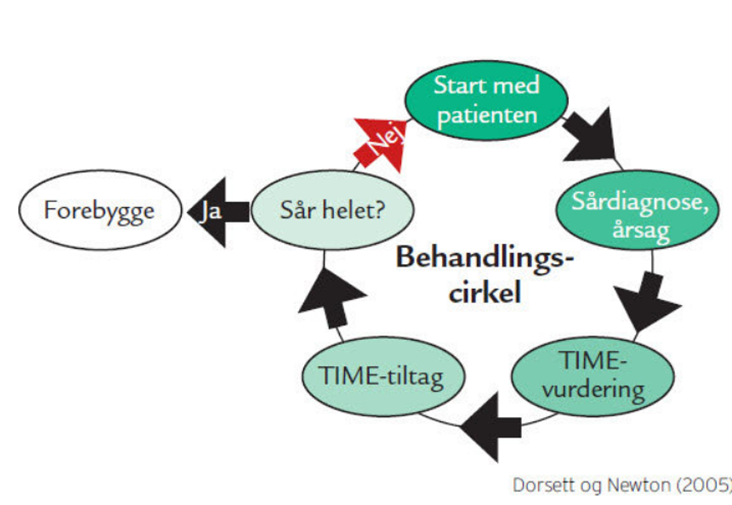 Start med
patienten
Nej
Sårdiagnose,
årsag
Forebygge
Ja
Sår helet?
Behandlings-
cirkel
TIME-
vurdering
TIME-tiltag
Dorsett og Newton (2005)